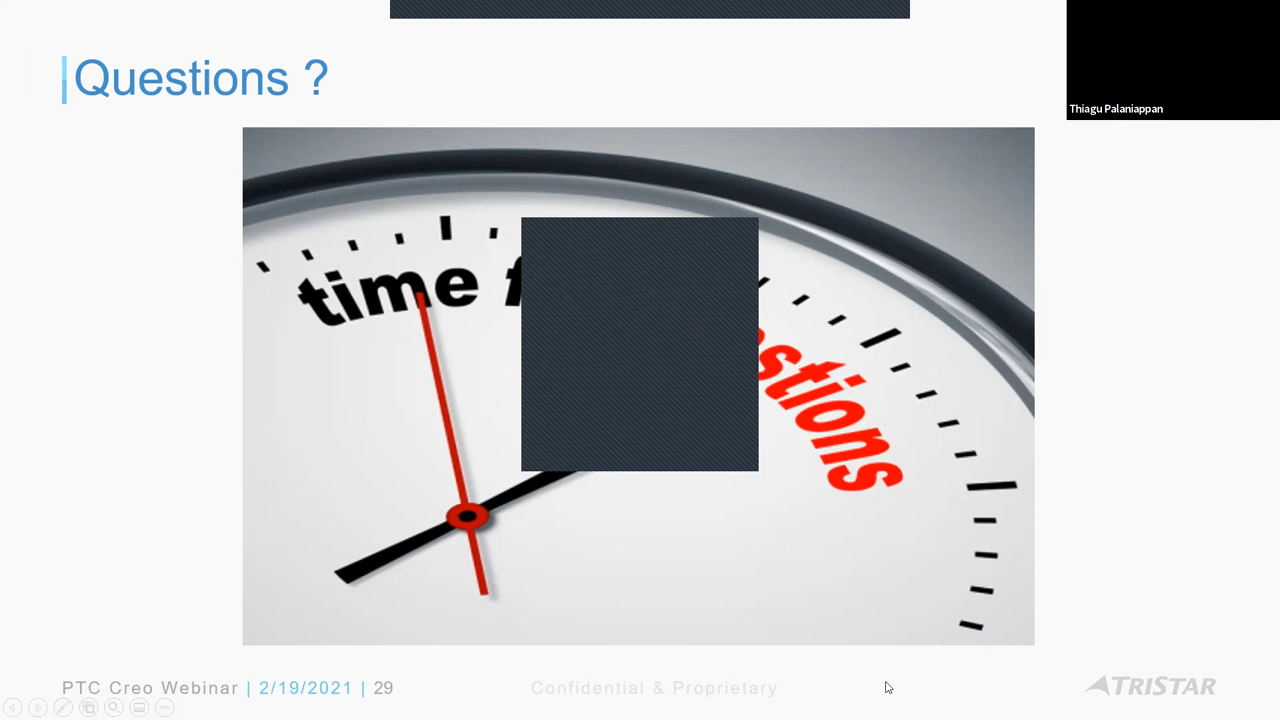 Questions ?
Thiagu Palaniappan
time
stions
PTC Creo Webinar | 2/19/2021 | 29
Confidential & Proprietary
TRISTAR